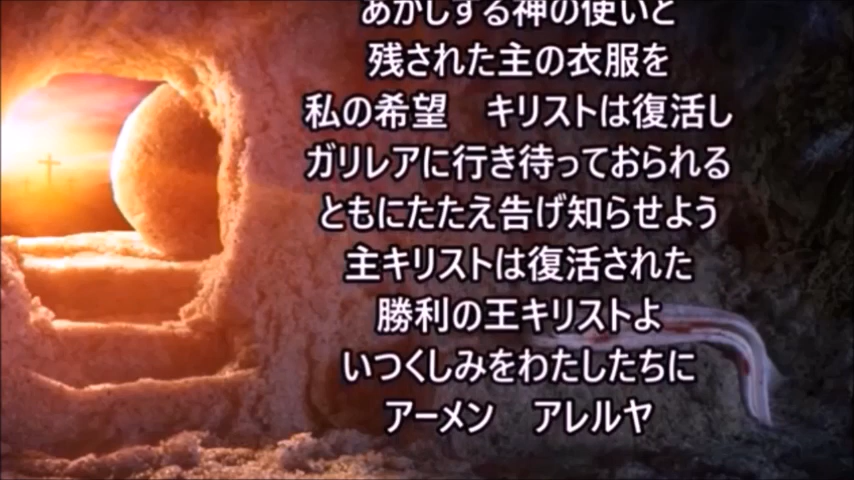 あかしする神の使いと
残された主の衣服を
私の希望　キリストは復活し
ガリレアに行き待っておられる
ともにたたえ告げ知らせよう
主キリストは復活された
勝利の王キリストよ
いつくしみをわたしたちに
アーメン　アレルヤ